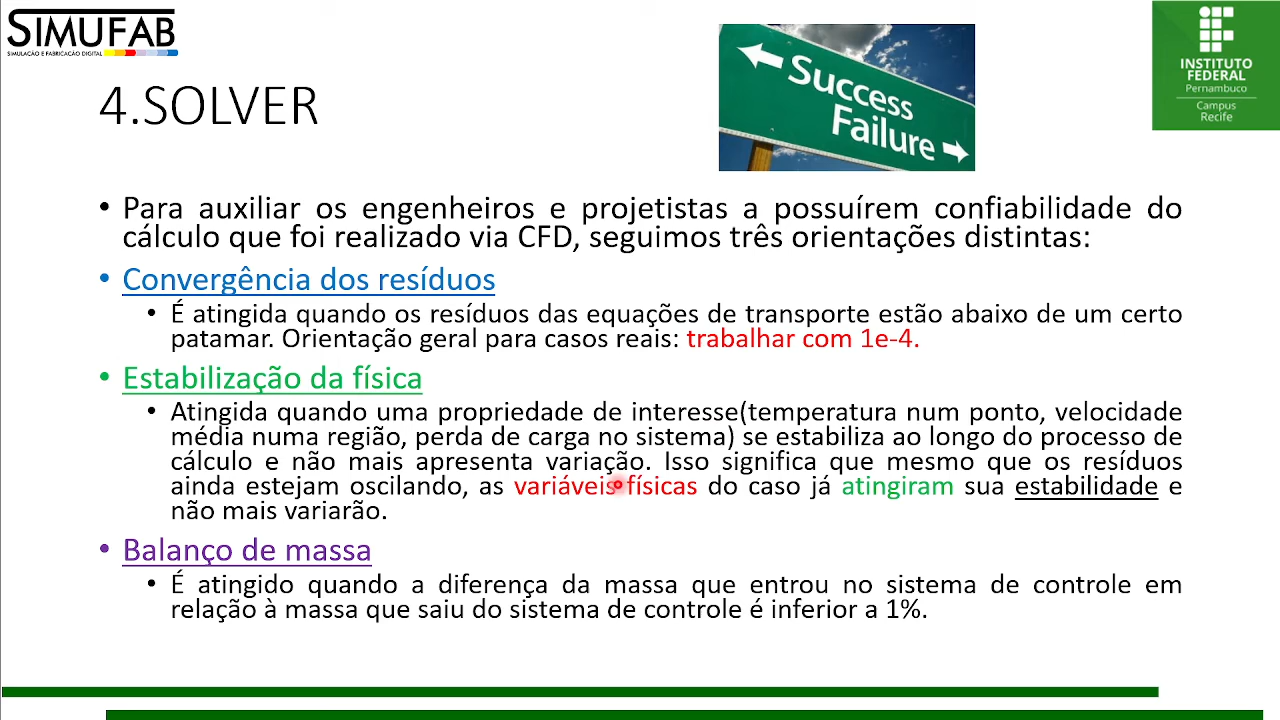 SIMUFAB
SIMULAÇÃO E FABRICAÇÃO DIGITAL
Success
Failure
INSTITUTO
FEDERAL
Pernambuco
Campus
Recife
4.SOLVER
• Para auxiliar os engenheiros e projetistas a possuírem confiabilidade do
cálculo que foi realizado via CFD, seguimos três orientações distintas:
• Convergência dos resíduos
• É atingida quando os resíduos das equações de transporte estão abaixo de um certo
patamar. Orientação geral para casos reais: trabalhar com 1e-4.
• Estabilização da física
• Atingida quando uma propriedade de interesse(temperatura num ponto, velocidade
média numa região, perda de carga no sistema) se estabiliza ao longo do processo de
cálculo e não mais apresenta variação. Isso significa que mesmo que os resíduos
ainda estejam oscilando, as variáveis físicas do caso já atingiram sua estabilidade e
não mais variarão.
• Balanço de massa
• É atingido quando a diferença da massa que entrou no sistema de controle em
relação à massa que saiu do sistema de controle é inferior a 1%.